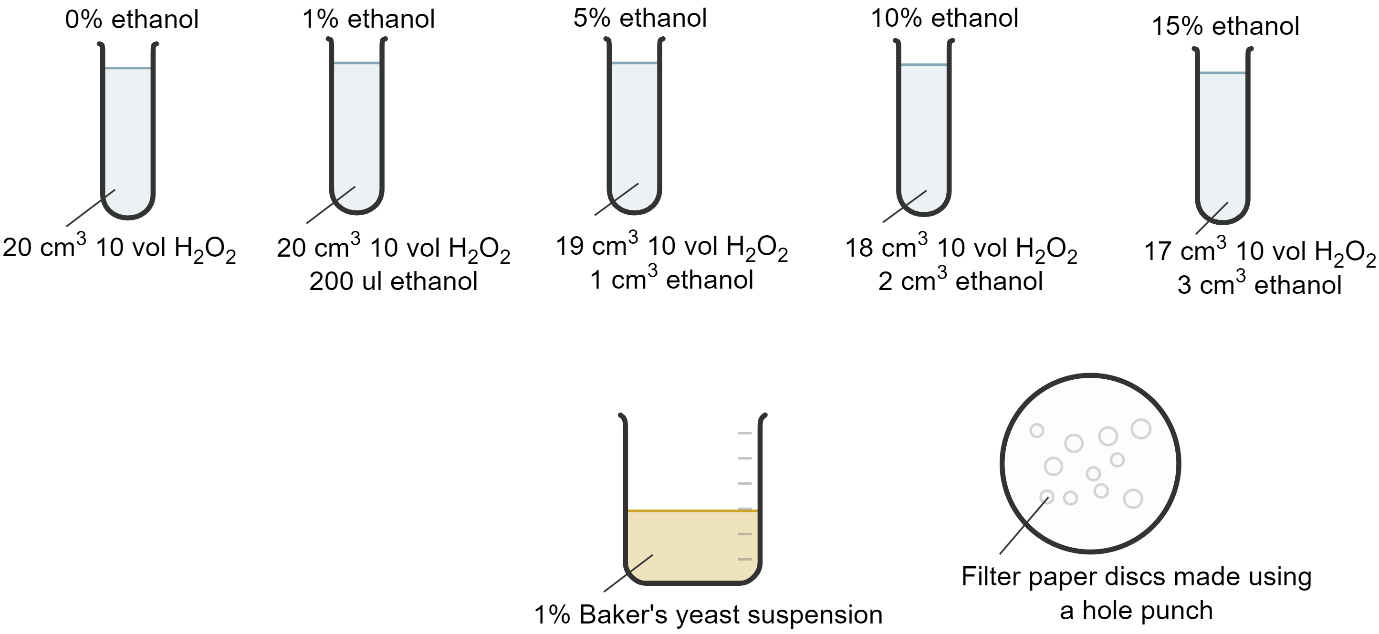 0% ethanol
1% ethanol
5% ethanol
10% ethanol
15% ethanol
20 cm³ 10 vol H₂O₂
20 cm³ 10 vol H₂O₂
200 ul ethanol
19 cm³ 10 vol H₂O₂
1 cm³ ethanol
18 cm³ 10 vol H₂O₂
2 cm³ ethanol
17 cm³ 10 vol H₂O₂
3 cm³ ethanol
1% Baker's yeast suspension
Filter paper discs made using
a hole punch